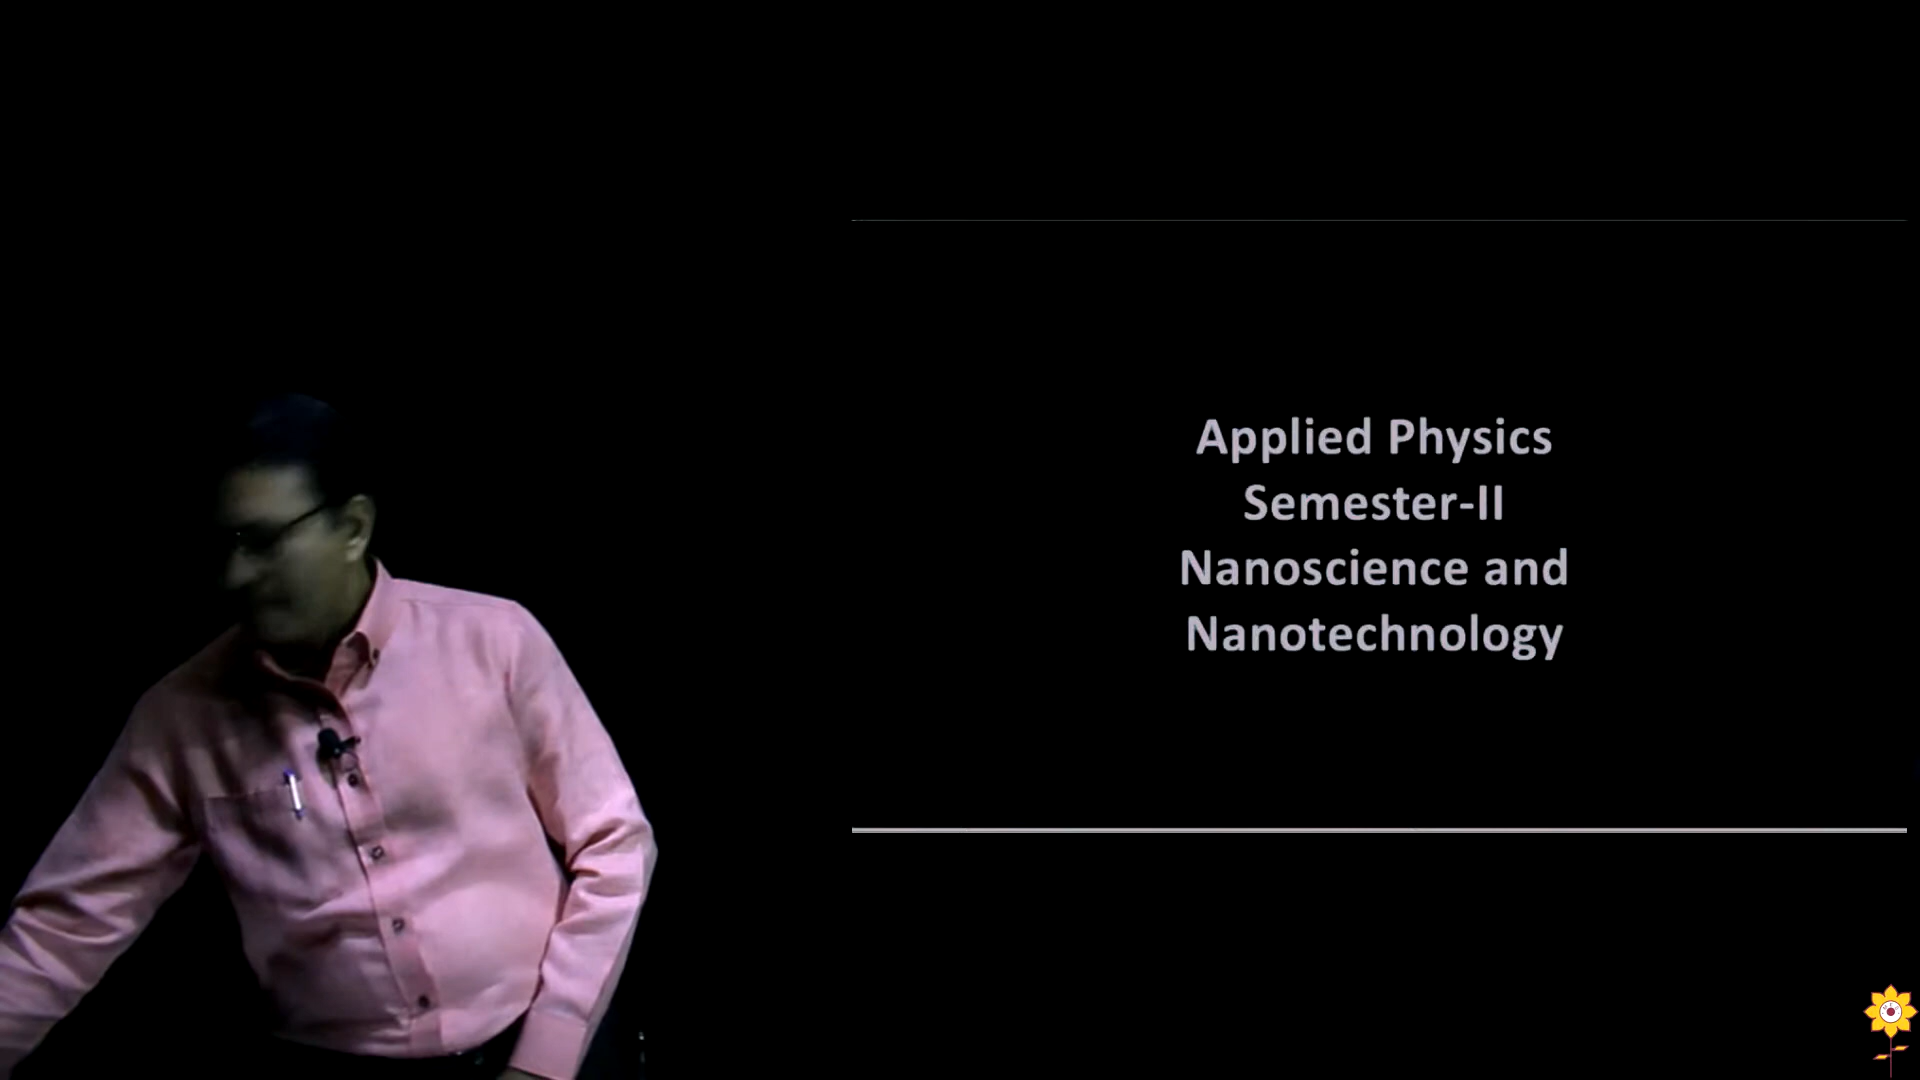 Applied Physics
Semester-II
Nanoscience and
Nanotechnology